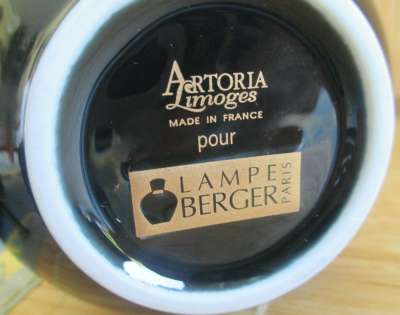 ARTORIA
Limoges
MADE IN FRANCE
pour
LAMPE
BERGER
PARIS